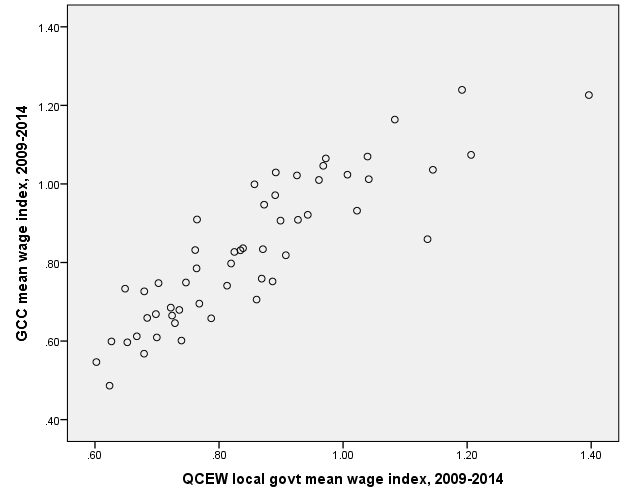 1.40
1.20
1.00
.80
.60
.40
GCC mean wage index, 2009-2014
.60 .80 1.00 1.20 1.40
QCEW local govt mean wage index, 2009-2014